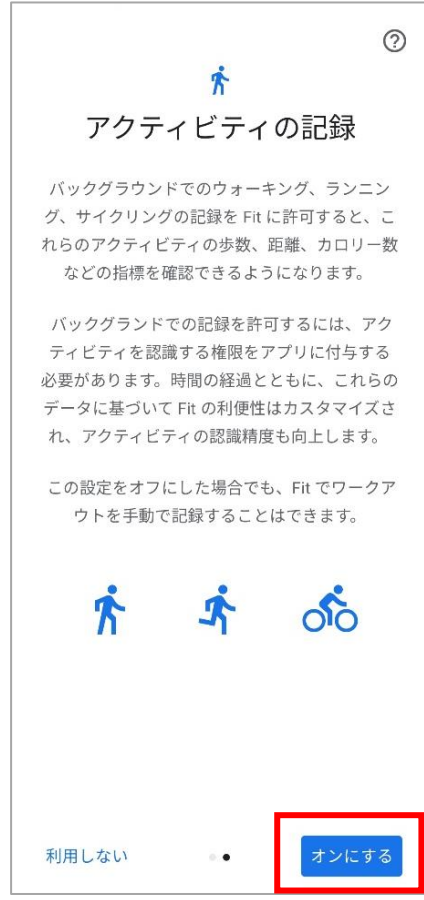 アクティビティの記録
バックグラウンドでのウォーキング、ランニン
グ、サイクリングの記録を Fit に許可すると、こ
れらのアクティビティの歩数、距離、カロリー数
などの指標を確認できるようになります。
バックグランドでの記録を許可するには、アク
ティビティを認識する権限をアプリに付与する
必要があります。時間の経過とともに、これらの
データに基づいて Fit の利便性はカスタマイズさ
れ、アクティビティの認識精度も向上します。
この設定をオフにした場合でも、Fit でワークア
ウトを手動で記録することはできます。
利用しない
オンにする